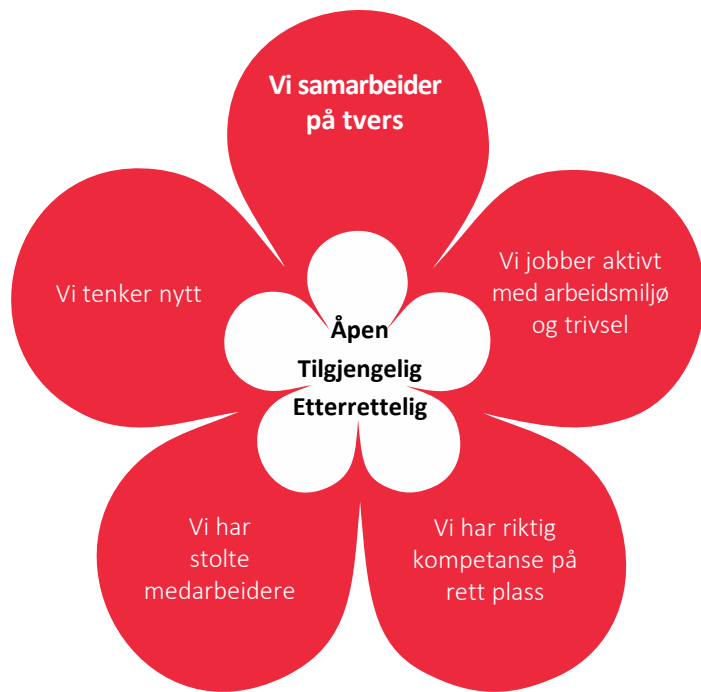 Vi samarbeider
på tvers
Vi jobber aktivt
med arbeidsmiljø
og trivsel
Vi har riktig
kompetanse på
rett plass
Vi har
stolte
medarbeidere
Vi tenker nytt
Åpen
Tilgjengelig
Etterrettelig